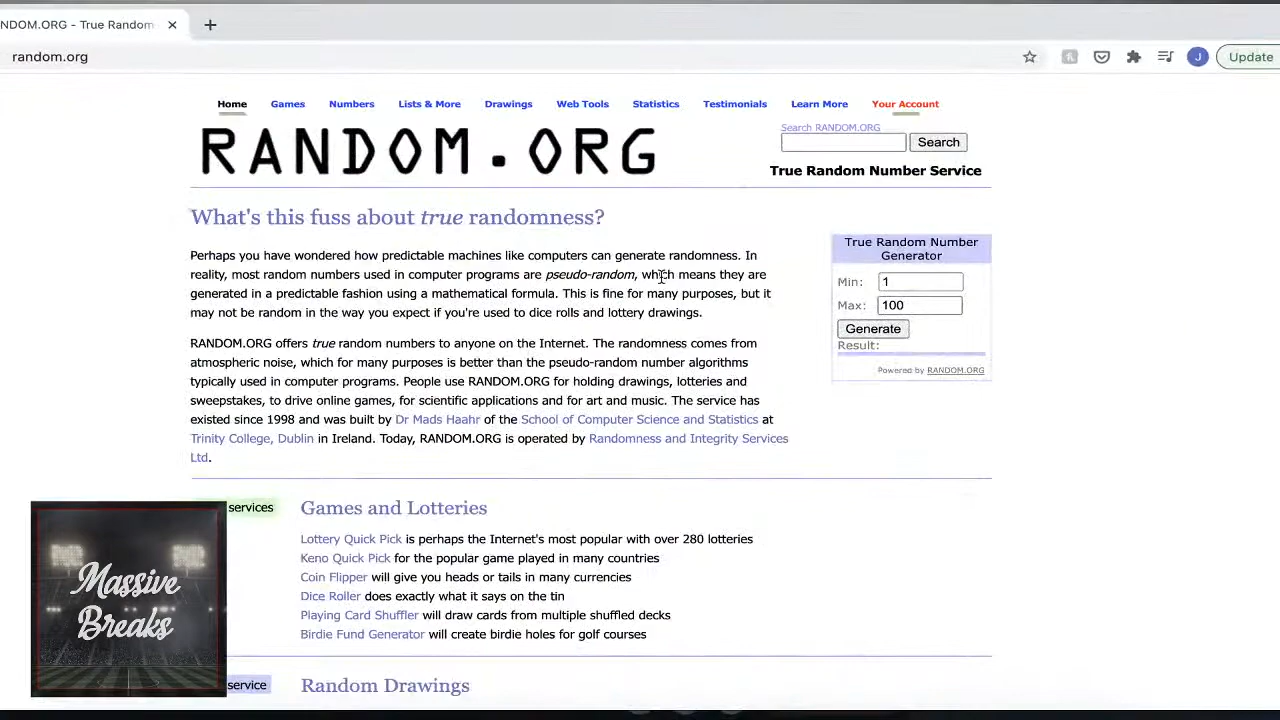 NDOM.ORG - True Random
random.org
J
Update
Home Games Numbers Lists & More Drawings Web Tools Statistics Testimonials Learn More Your Account
RANDOM.ORG
Search RANDOM.ORG
Search
True Random Number Service
What's this fuss about true randomness?
Perhaps you have wondered how predictable machines like computers can generate randomness. In
reality, most random numbers used in computer programs are pseudo-random, which means they are
generated in a predictable fashion using a mathematical formula. This is fine for many purposes, but it
may not be random in the way you expect if you're used to dice rolls and lottery drawings.
RANDOM.ORG offers true random numbers to anyone on the Internet. The randomness comes from
atmospheric noise, which for many purposes is better than the pseudo-random number algorithms
typically used in computer programs. People use RANDOM.ORG for holding drawings, lotteries and
sweepstakes, to drive online games, for scientific applications and for art and music. The service has
existed since 1998 and was built by Dr Mads Haahr of the School of Computer Science and Statistics at
Trinity College, Dublin in Ireland. Today, RANDOM.ORG is operated by Randomness and Integrity Services
Ltd.
True Random Number
Generator
Min: 1
Max: 100
Generate
Result:
Powered by RANDOM.ORG
services
Games and Lotteries
Lottery Quick Pick is perhaps the Internet's most popular with over 280 lotteries
Keno Quick Pick for the popular game played in many countries
Coin Flipper will give you heads or tails in many currencies
Dice Roller does exactly what it says on the tin
Playing Card Shuffler will draw cards from multiple shuffled decks
Birdie Fund Generator will create birdie holes for golf courses
service
Random Drawings
Massive
Breaks